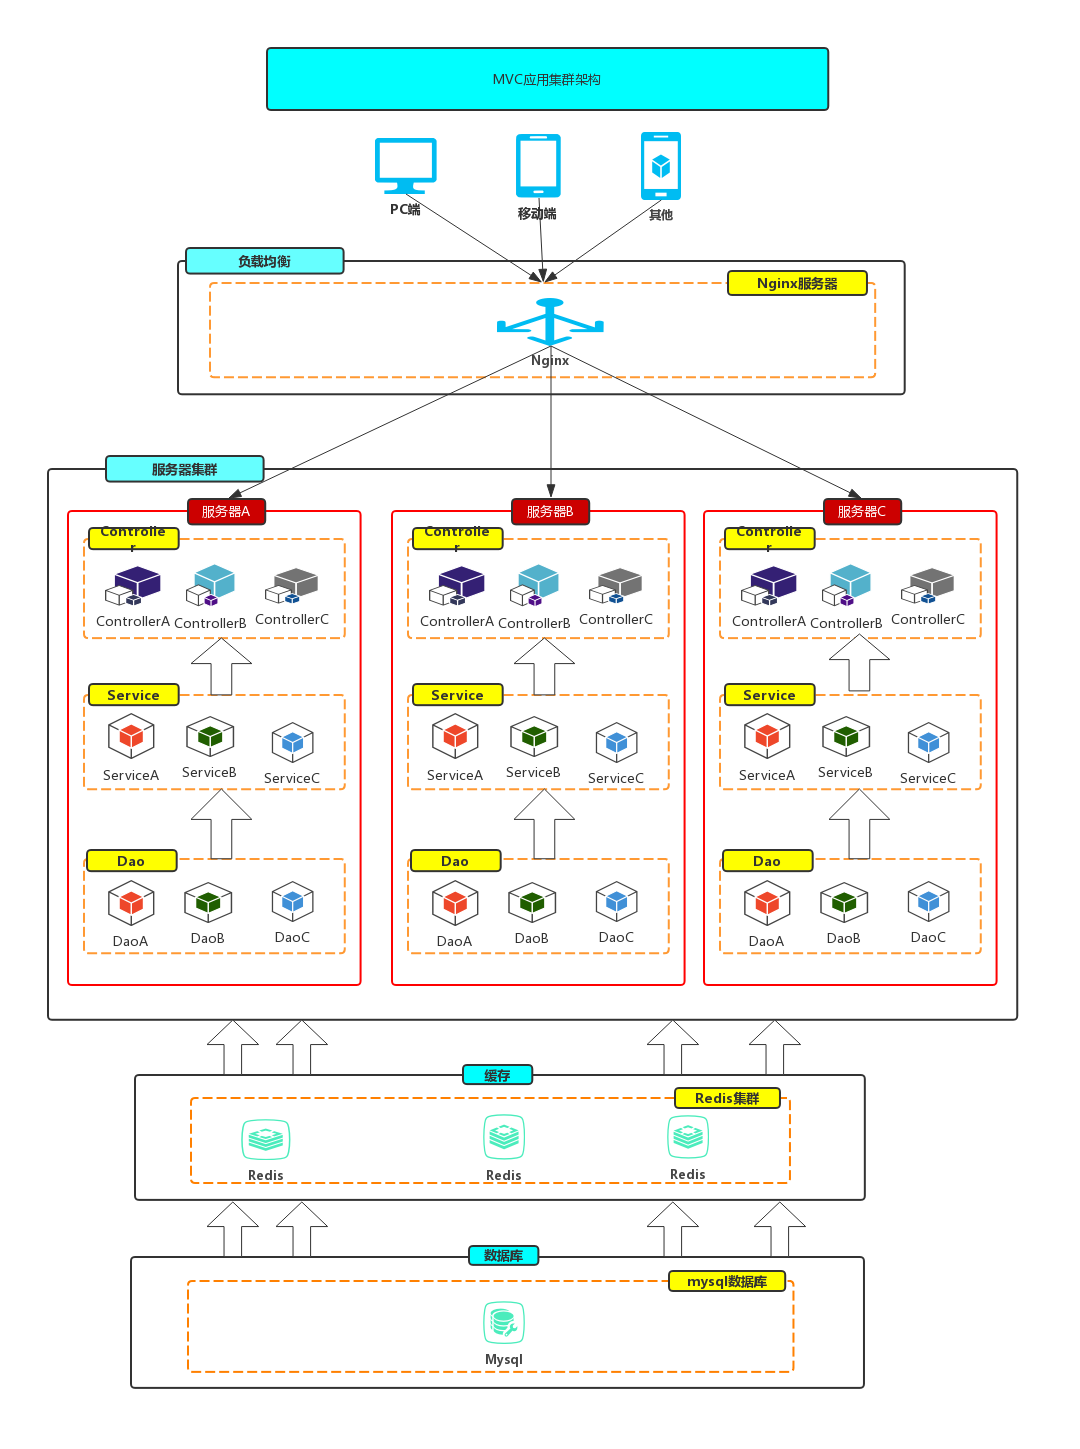 MVC应用集群架构
PC端
移动端
其他
负载均衡
Nginx服务器
Nginx
服务器集群
服务器A
服务器B
服务器C
Controlle
r
Controlle
r
Controlle
r
ControllerA
ControllerB
ControllerC
ControllerA
ControllerB
ControllerC
ControllerA
ControllerB
ControllerC
Service
Service
Service
ServiceA
ServiceB
ServiceC
ServiceA
ServiceB
ServiceC
ServiceA
ServiceB
ServiceC
Dao
Dao
Dao
DaoA
DaoB
DaoC
DaoA
DaoB
DaoC
DaoA
DaoB
DaoC
缓存
Redis集群
Redis
Redis
Redis
数据库
mysql数据库
Mysql